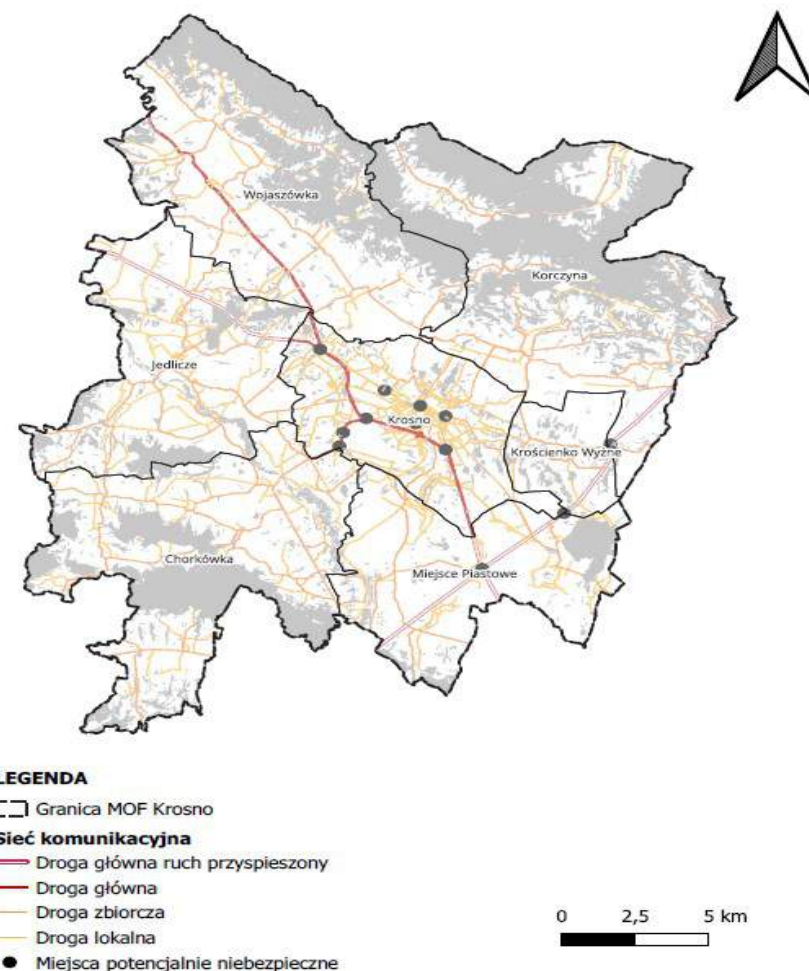 Wojaszówka
Korczyna
Jedlicze
Krosno
Krościenko Wyżne
Chorkówka
Miejsce Piastowe
LEGENDA
Granica MOF Krosno
Sieć komunikacyjna
Droga główna ruch przyspieszony
Droga główna
Droga zbiorcza
Droga lokalna
Miejsca potencjalnie niebezpieczne
0 2,5 5 km